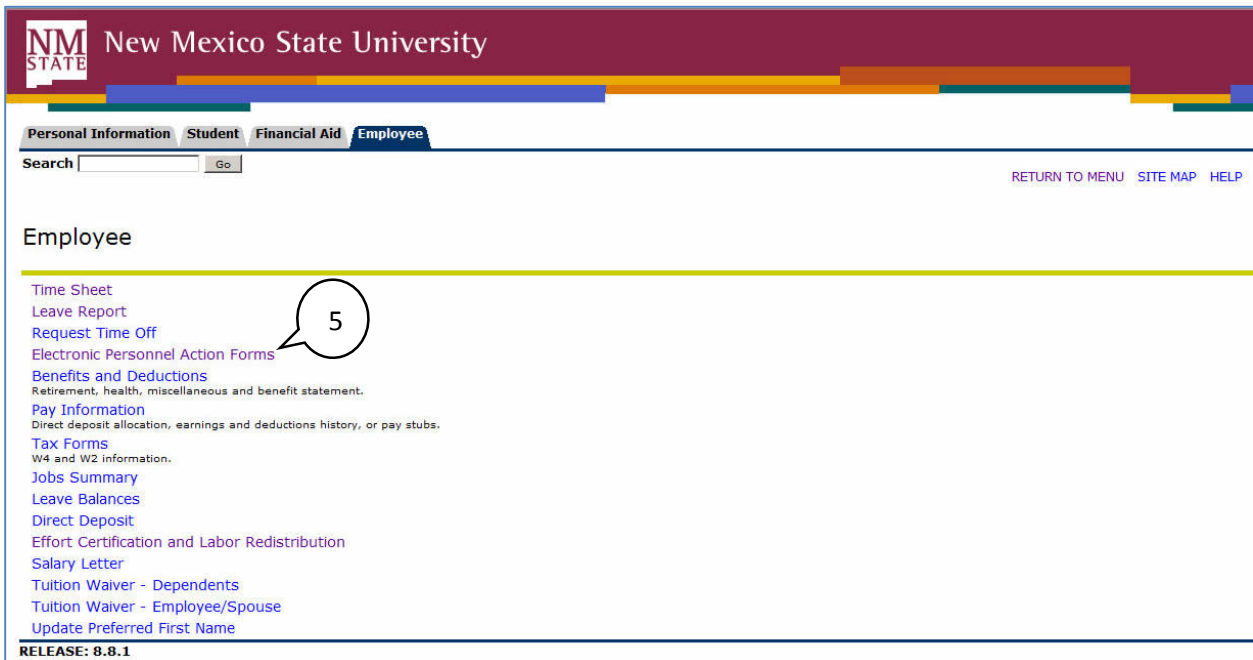 NM
STATE
New Mexico State University
Personal Information Student Financial Aid Employee
Search Go
RETURN TO MENU SITE MAP HELP
Employee
Time Sheet
Leave Report
5
Request Time Off
Electronic Personnel Action Forms
Benefits and Deductions
Retirement, health, miscellaneous and benefit statement.
Pay Information
Direct deposit allocation, earnings and deductions history, or pay stubs.
Tax Forms
W4 and W2 information.
Jobs Summary
Leave Balances
Direct Deposit
Effort Certification and Labor Redistribution
Salary Letter
Tuition Waiver - Dependents
Tuition Waiver - Employee/Spouse
Update Preferred First Name
RELEASE: 8.8.1